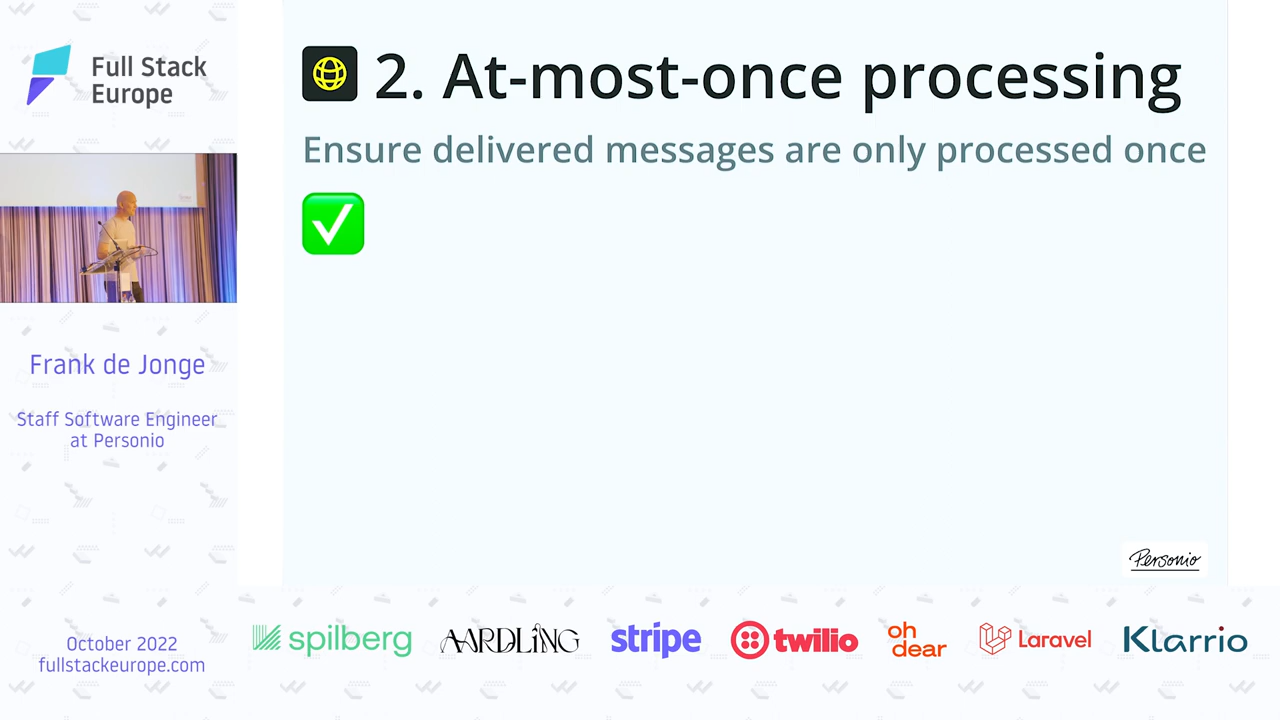 Full Stack
Europe
2. At-most-once processing
Ensure delivered messages are only processed once
Frank de Jonge
Staff Software Engineer
at Personio
Personio
October 2022
fullstackeurope.com
spilberg
AARDLING
stripe
twilio
oh
dear
Laravel
Klarrio